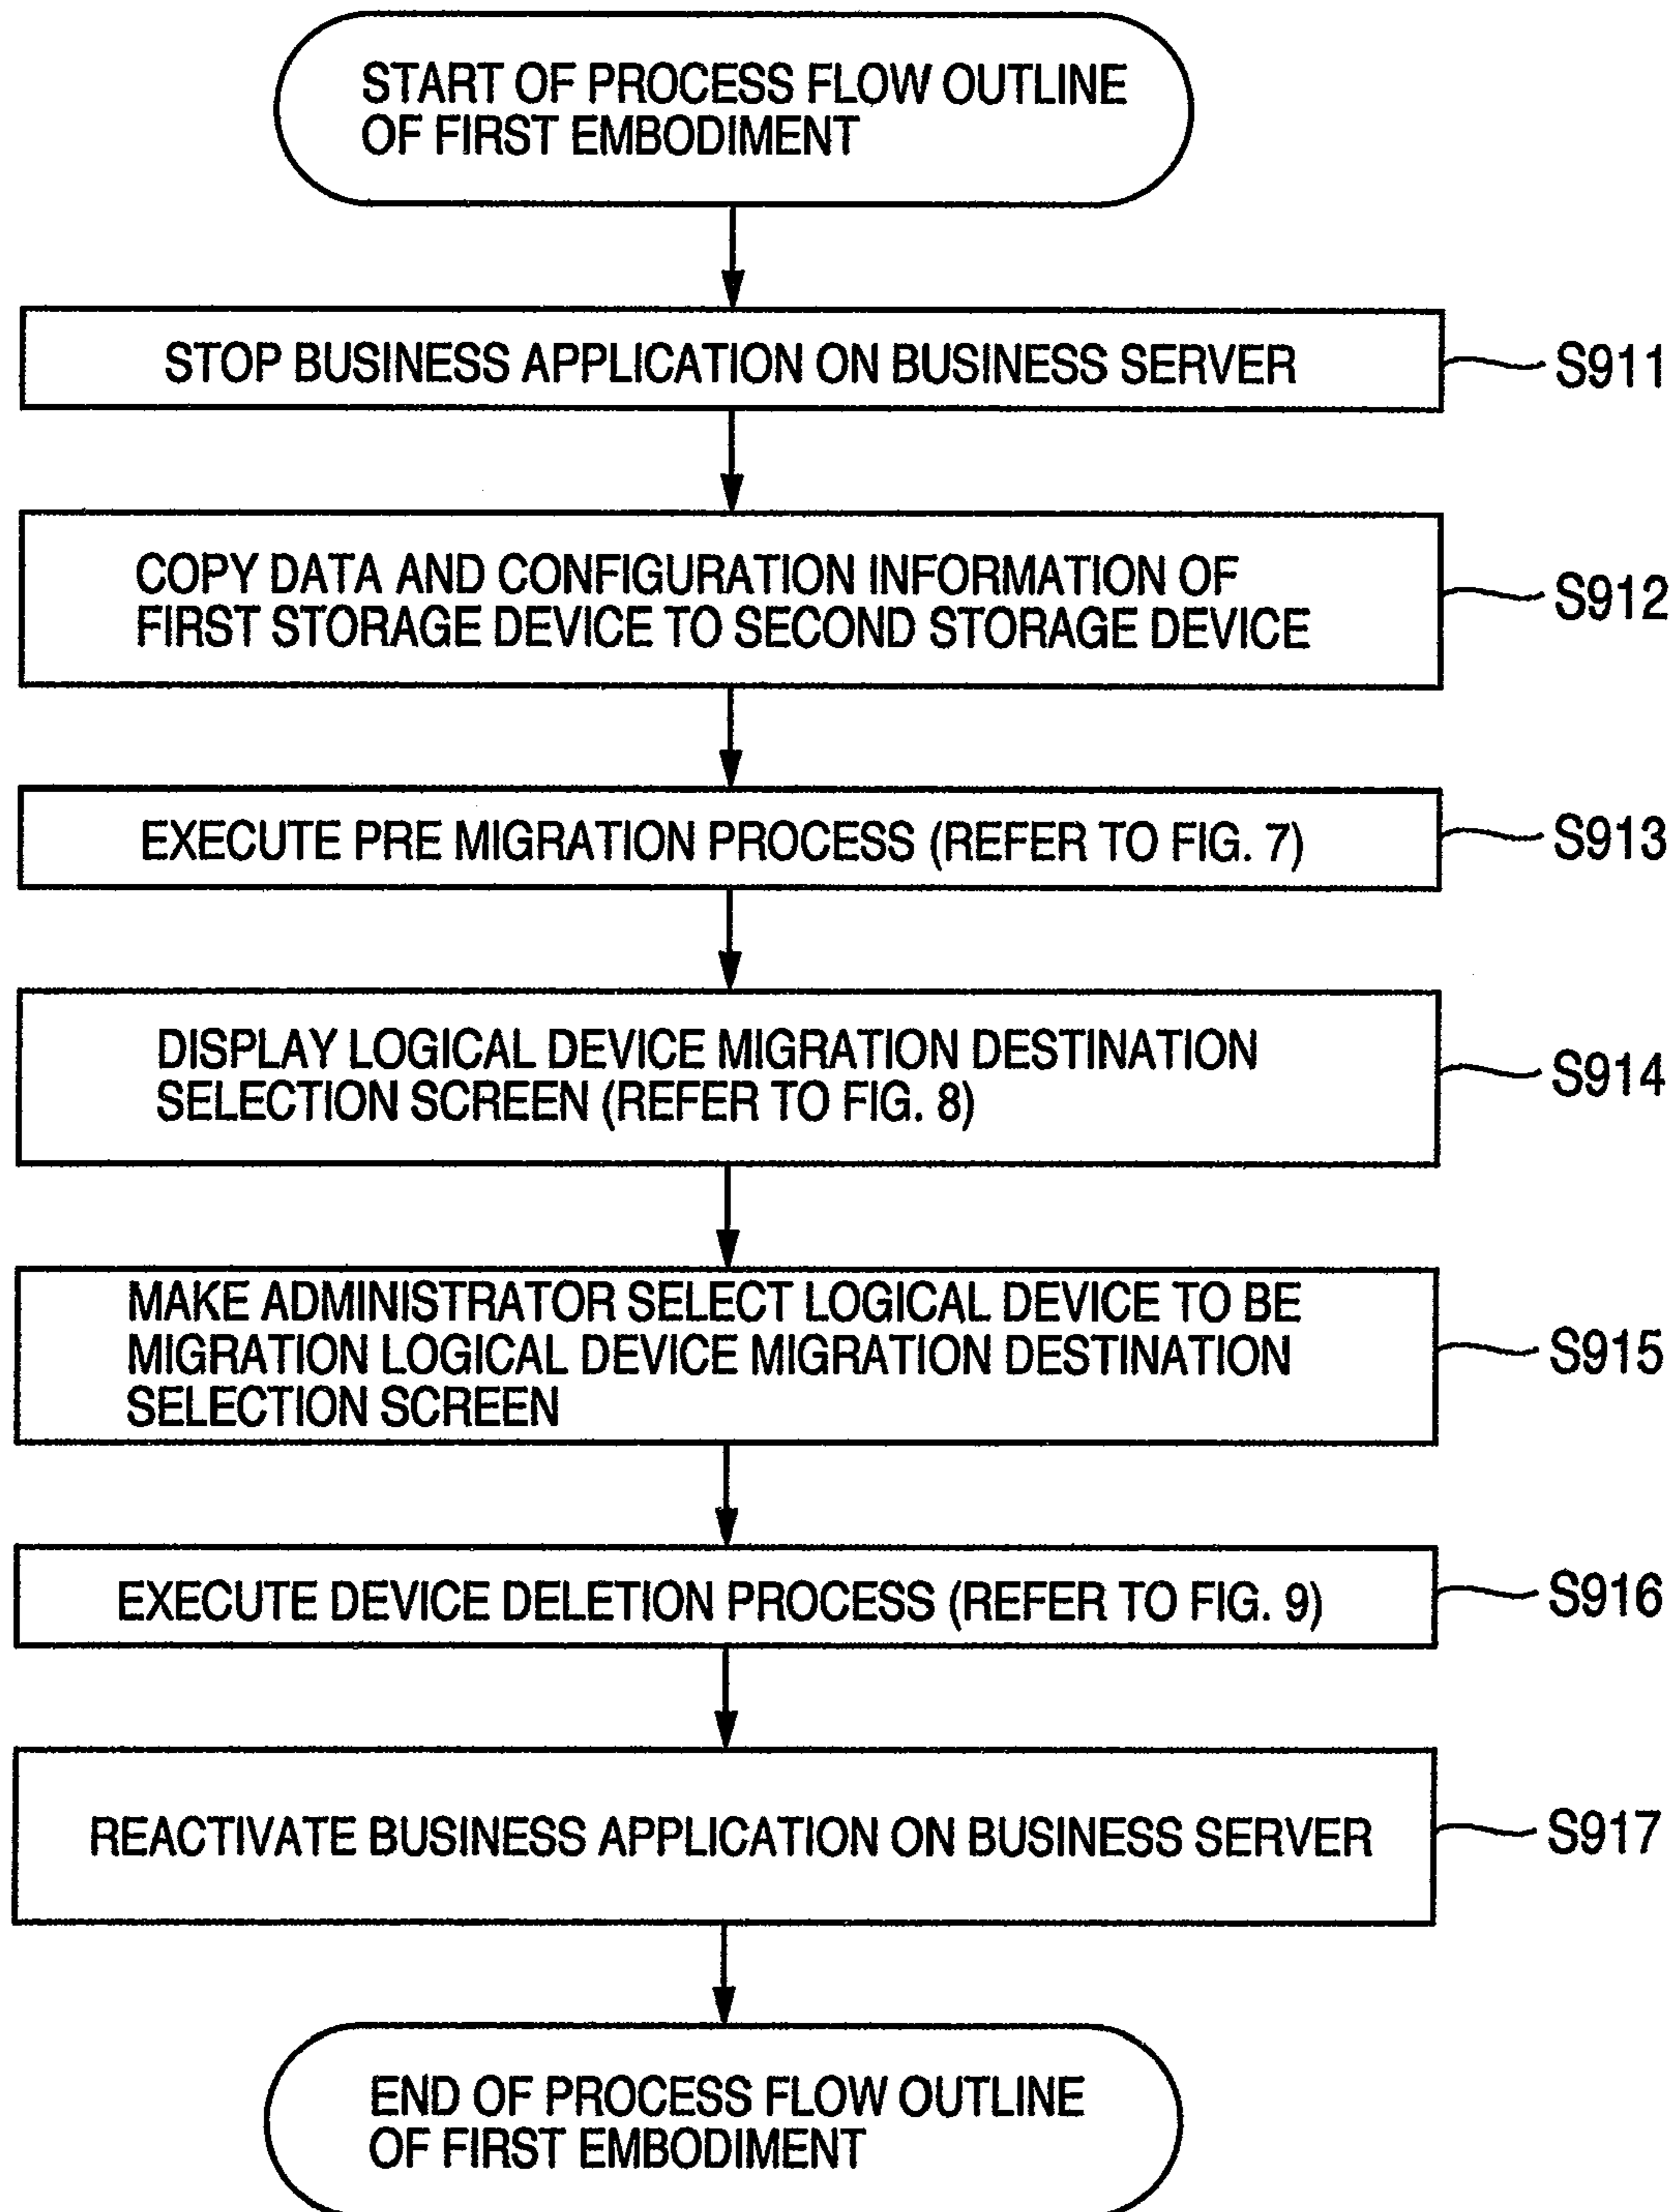 START OF PROCESS FLOW OUTLINE
OF FIRST EMBODIMENT
STOP BUSINESS APPLICATION ON BUSINESS SERVER
S911
COPY DATA AND CONFIGURATION INFORMATION OF
FIRST STORAGE DEVICE TO SECOND STORAGE DEVICE
S912
EXECUTE PRE MIGRATION PROCESS (REFER TO FIG. 7)
S913
DISPLAY LOGICAL DEVICE MIGRATION DESTINATION
SELECTION SCREEN (REFER TO FIG. 8)
S914
MAKE ADMINISTRATOR SELECT LOGICAL DEVICE TO BE
MIGRATION LOGICAL DEVICE MIGRATION DESTINATION
SELECTION SCREEN
S915
EXECUTE DEVICE DELETION PROCESS (REFER TO FIG. 9)
S916
REACTIVATE BUSINESS APPLICATION ON BUSINESS SERVER
S917
END OF PROCESS FLOW OUTLINE
OF FIRST EMBODIMENT